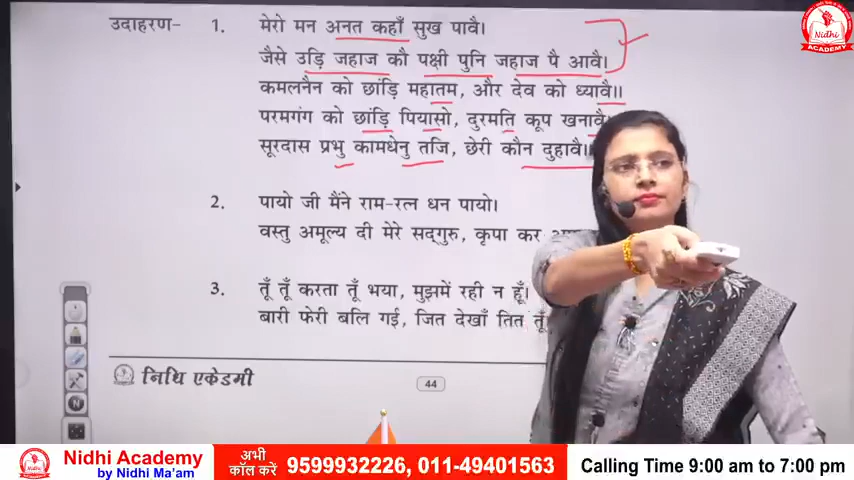 उदाहरण- 1. मेरो मन अनत कहाँ सुख पावै।
जैसे उड़ि जहाज कौ पक्षी पुनि जहाज पै आवै।
कमलनैन को छांड़ि महातम, और देव को ध्यावै॥
परमगंग को छांड़ि पियासो, दुरमति कूप खनावै
सूरदास प्रभु कामधेनु तजि, छेरी कौन दुहावै॥
2. पायो जी मैंने राम-रत्न धन पायो।
वस्तु अमूल्य दी मेरे सद्‌गुरु, कृपा कर
3. तूँ तूँ करता तूँ भया, मुझमें रही न हूँ।
बारी फेरी बलि गई, जित देखाँ तित तूँ
निधि एकेडमी
44
N
Nidhi
ACADEMY
Nidhi Academy
by Nidhi Ma'am
अभी कॉल करें
9599932226, 011-49401563
Calling Time 9:00 am to 7:00 pm